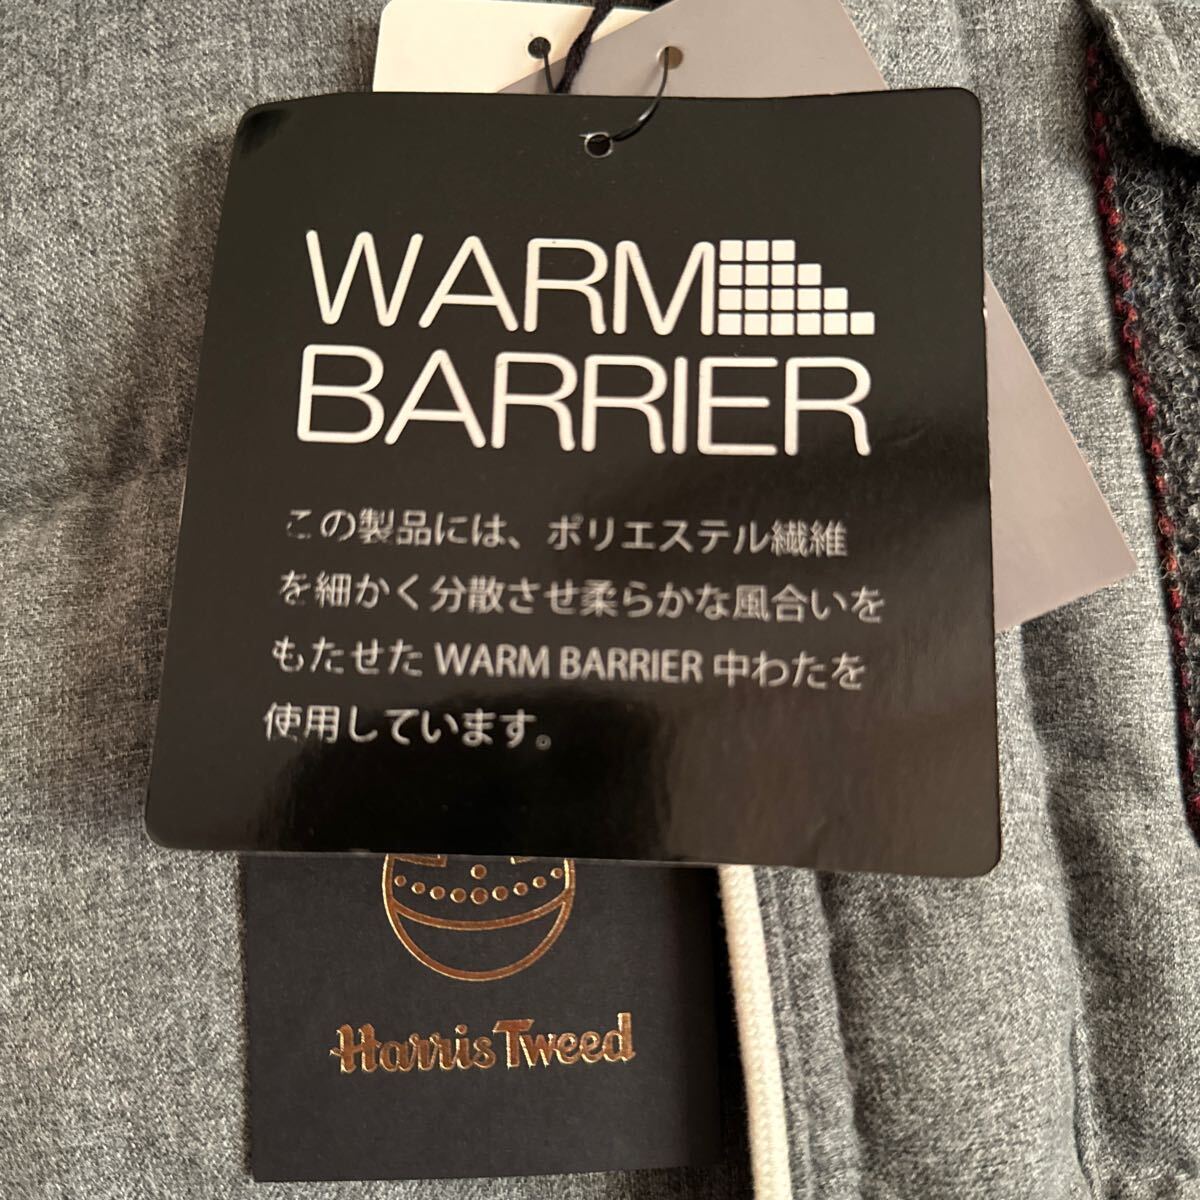 WARM
BARRIER
この製品には、ポリエステル繊維
を細かく分散させ柔らかな風合いを
もたせた WARM BARRIER 中わたを
使用しています。
Harris Tweed